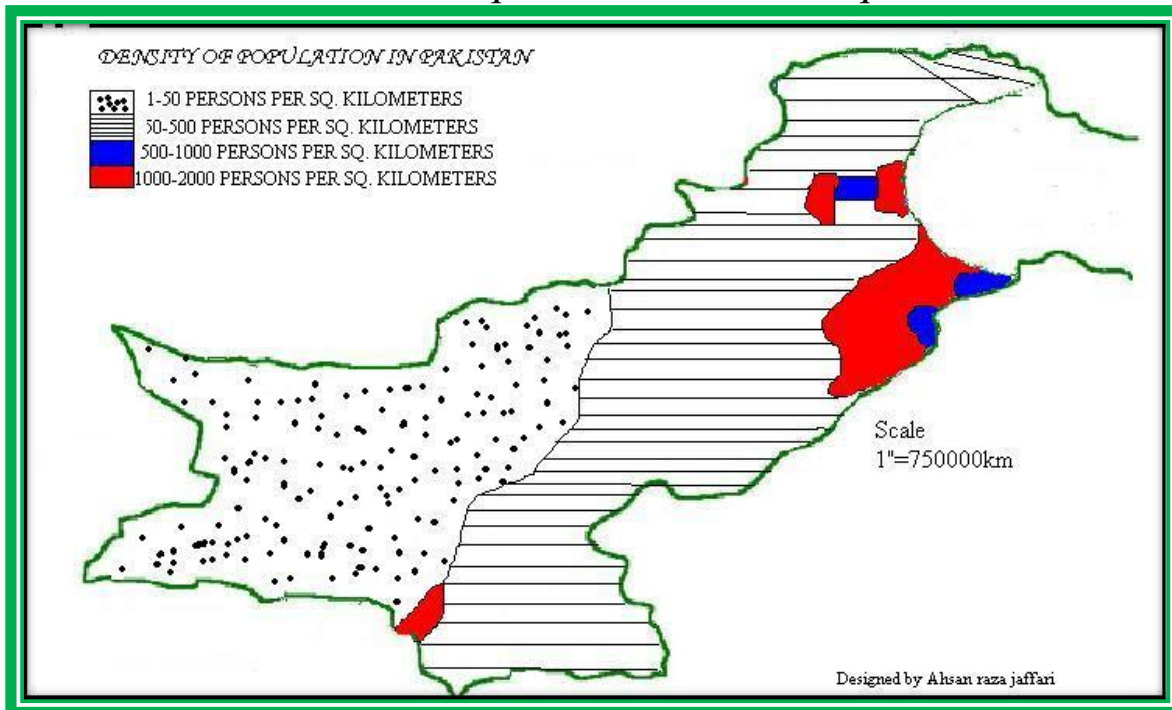 DENSITY OF POPULATION IN PAKISTAN
1-50 PERSONS PER SQ. KILOMETERS
50-500 PERSONS PER SQ. KILOMETERS
500-1000 PERSONS PER SQ. KILOMETERS
1000-2000 PERSONS PER SQ. KILOMETERS
Scale
1"=750000km
Designed by Ahsan raza jaffari